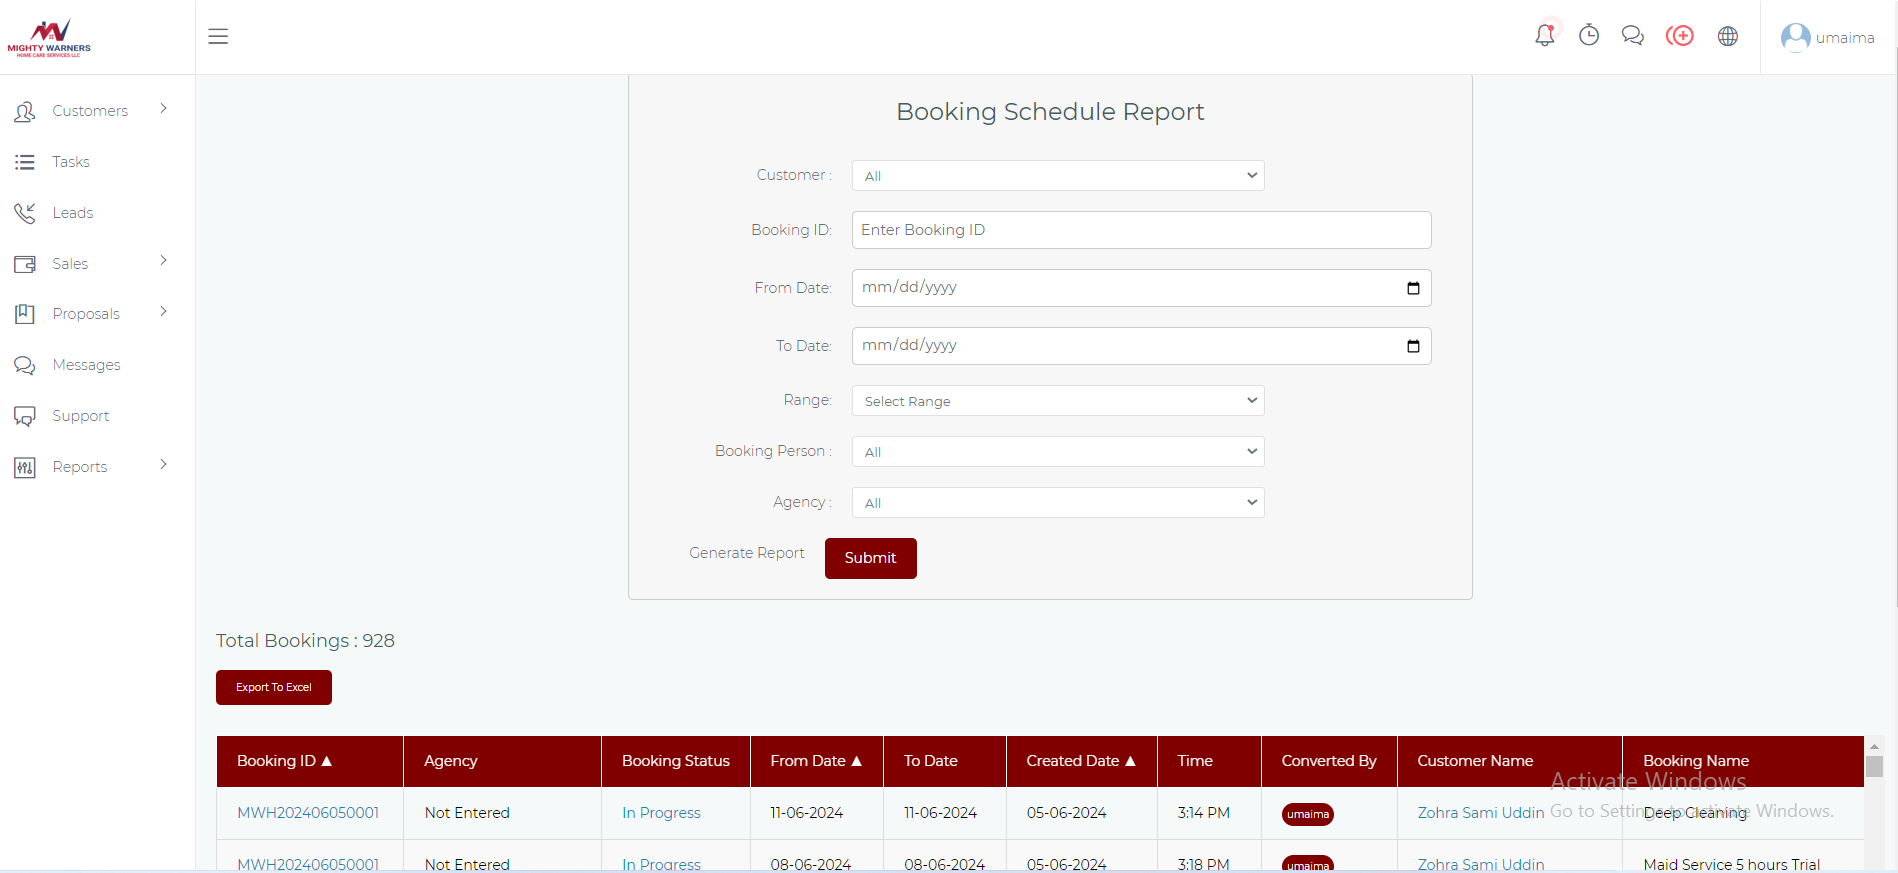 MIGHTY WARNERS
HOME CARE SERVICES LLC
umaima
Customers
Tasks
Leads
Sales
Proposals
Messages
Support
Reports
Booking Schedule Report
Customer : All
Booking ID: Enter Booking ID
From Date: mm/dd/yyyy
To Date: mm/dd/yyyy
Range: Select Range
Booking Person : All
Agency : All
Generate Report Submit
Total Bookings : 928
Export To Excel
Booking ID ▲ Agency Booking Status From Date ▲ To Date Created Date ▲ Time Converted By Customer Name Booking Name
MWH202406050001 Not Entered In Progress 11-06-2024 11-06-2024 05-06-2024 3:14 PM umaima Zohra Sami Uddin Deep Cleaning
MWH202406050001 Not Entered In Progress 08-06-2024 08-06-2024 05-06-2024 3:18 PM umaima Zohra Sami Uddin Maid Service 5 hours Trial
Activate Windows
Go to Settings to activate Windows.